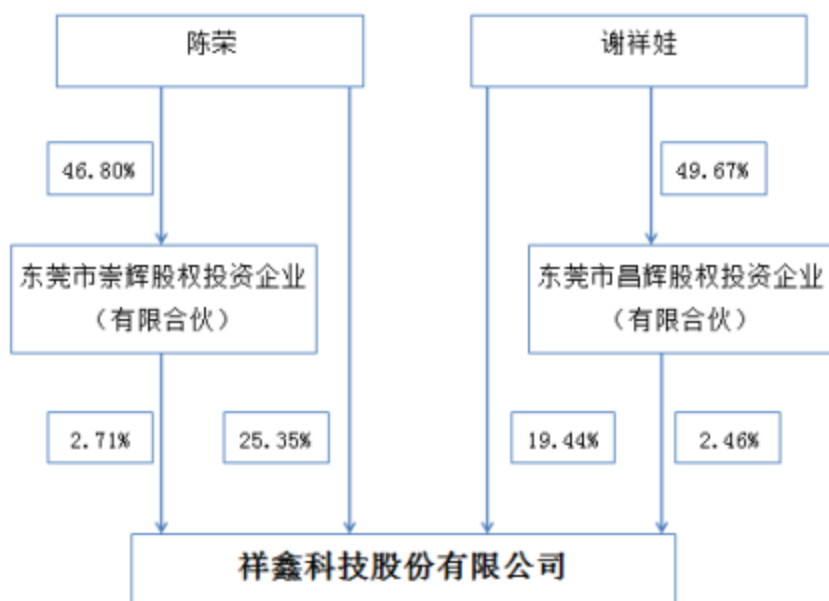 陈荣
谢祥娃
46.80%
49.67%
东莞市崇辉股权投资企业
（有限合伙）
东莞市昌辉股权投资企业
（有限合伙）
2.71%
25.35%
19.44%
2.46%
祥鑫科技股份有限公司